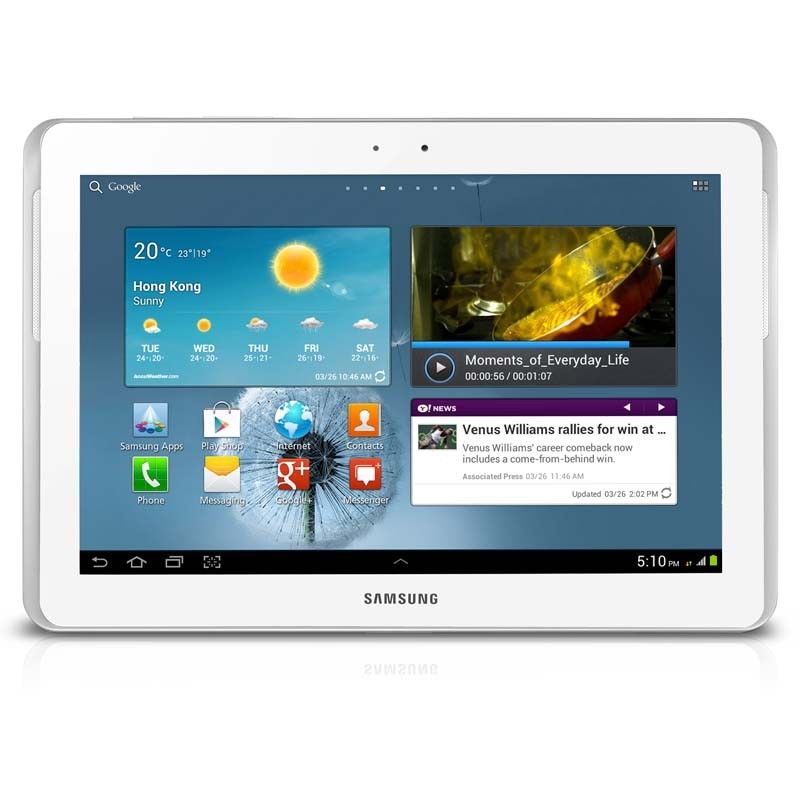 Google
20°C 23°|19°
Hong Kong
Sunny
TUE WED THU FRI SAT
24°|20° 24°|20° 25°|21° 26°|19° 22°|16°
AccuWeather.com 03/26 10:46 AM
Moments_of_Everyday_Life
00:00:56 / 00:01:07
Y! NEWS
Venus Williams rallies for win at ...
Venus Williams' career comeback now
includes a come-from-behind win.
Associated Press 03/26 11:46 AM
Updated 03/26 2:02 PM
Samsung Apps Play Shop Internet Contacts
Phone Messaging Google+ Messenger
5:10 PM
SAMSUNG